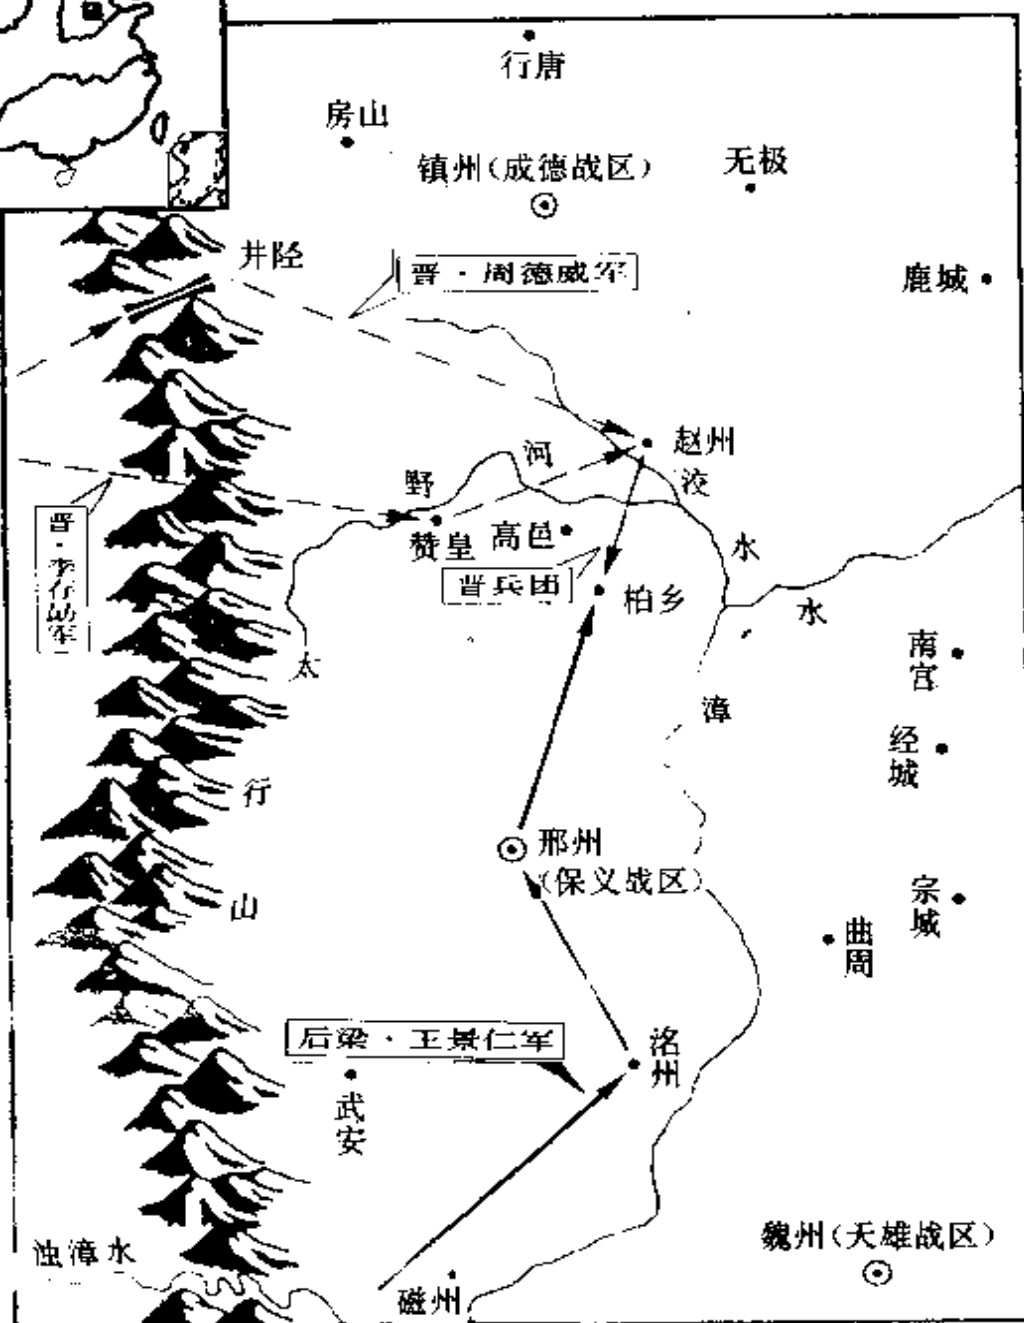 行唐
房山
镇州(成德战区)
无极
井陉
晋·周德威军
鹿城
赵州
河
野
洨
赞皇
高邑
水
晋兵团
柏乡
水
晋·李存勖军
太
南宫
漳
经城
行
邢州
(保义战区)
山
宗城
曲周
后梁·王景仁军
洺州
武安
魏州(天雄战区)
浊漳水
磁州